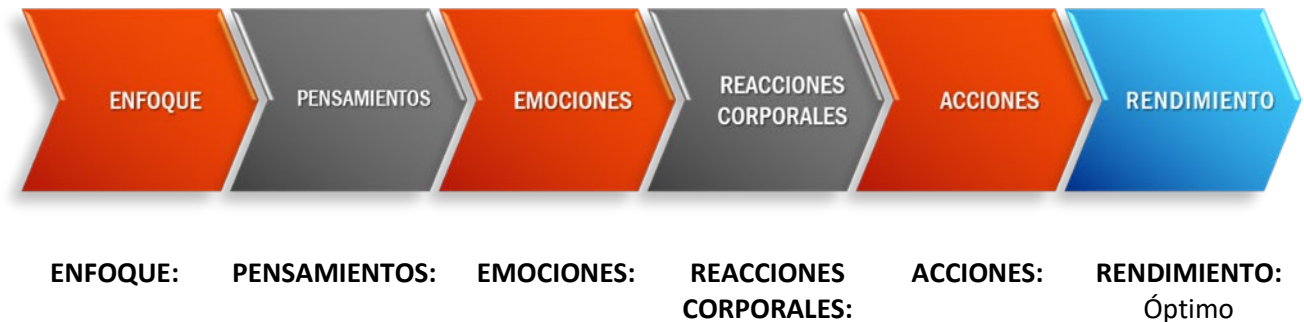 ENFOQUE
PENSAMIENTOS
EMOCIONES
REACCIONES
CORPORALES
ACCIONES
RENDIMIENTO
ENFOQUE:
PENSAMIENTOS:
EMOCIONES:
REACCIONES
CORPORALES:
ACCIONES:
RENDIMIENTO:
Óptimo